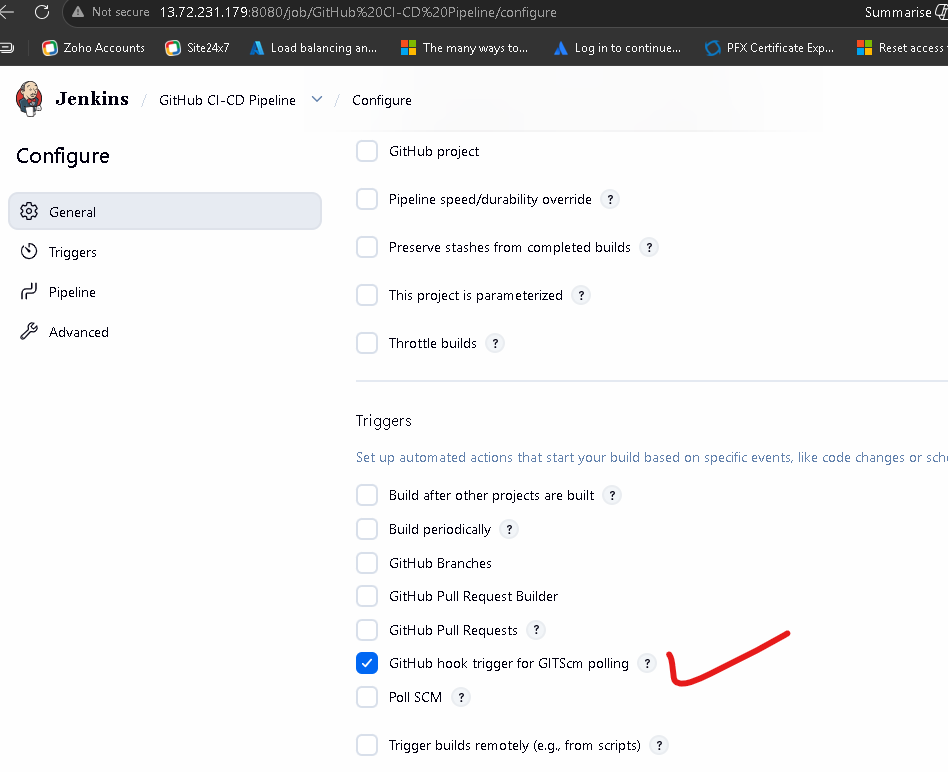 Not secure 13.72.231.179:8080/job/GitHub%20CI-CD%20Pipeline/configure Summarise
Zoho Accounts Site24x7 Load balancing an... The many ways to... Log in to continue... PFX Certificate Exp... Reset access
Jenkins / GitHub CI-CD Pipeline / Configure
Configure
General
Triggers
Pipeline
Advanced
GitHub project
Pipeline speed/durability override ?
Preserve stashes from completed builds ?
This project is parameterized ?
Throttle builds ?
Triggers
Set up automated actions that start your build based on specific events, like code changes or sch
Build after other projects are built ?
Build periodically ?
GitHub Branches
GitHub Pull Request Builder
GitHub Pull Requests ?
GitHub hook trigger for GITScm polling ?
Poll SCM ?
Trigger builds remotely (e.g., from scripts) ?